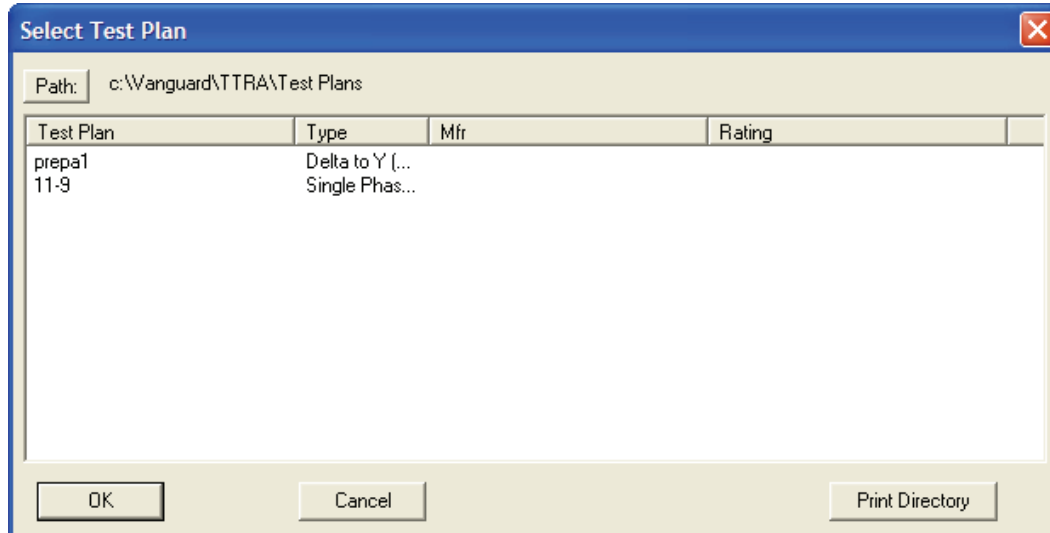 Select Test Plan
Path: c:\Vanguard\TTRA\Test Plans
Test Plan Type Mfr Rating
prepa1 Delta to Y (...
11-9 Single Phas...
OK Cancel Print Directory